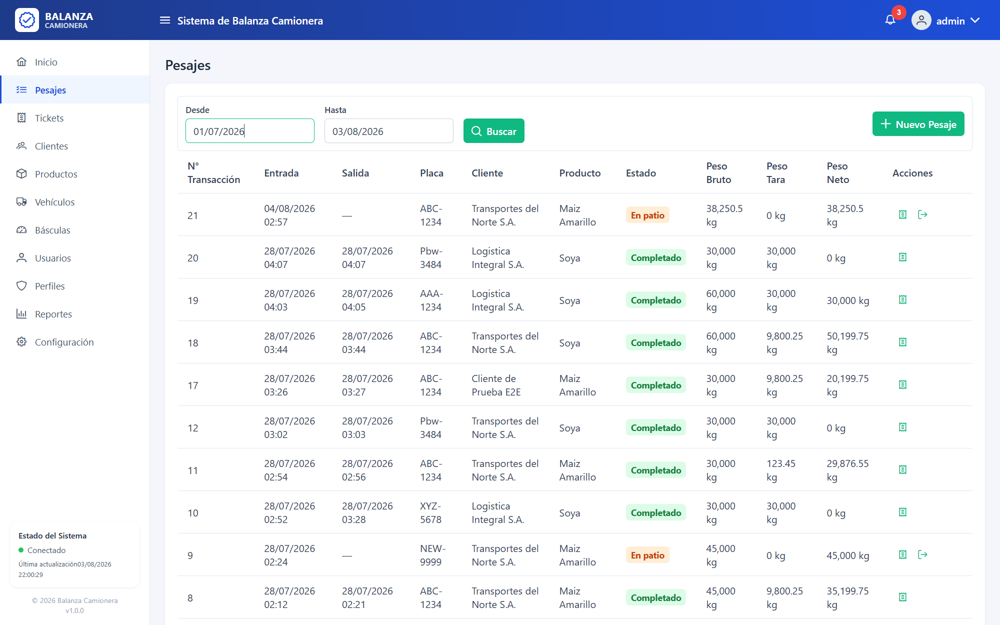 BALANZA
CAMIONERA
Sistema de Balanza Camionera
3
admin
Inicio
Pesajes
Tickets
Clientes
Productos
Vehículos
Básculas
Usuarios
Perfiles
Reportes
Configuración
Estado del Sistema
Conectado
Última actualización03/08/2026
22:00:29
© 2026 Balanza Camionera
v1.0.0
Pesajes
Desde
Hasta
01/07/2026
03/08/2026
Buscar
Nuevo Pesaje
N° Transacción Entrada Salida Placa Cliente Producto Estado Peso Bruto Peso Tara Peso Neto Acciones
21 04/08/2026 02:57 — ABC-1234 Transportes del Norte S.A. Maiz Amarillo En patio 38,250.5 kg 0 kg 38,250.5 kg
20 28/07/2026 04:07 28/07/2026 04:07 Pbw-3484 Logistica Integral S.A. Soya Completado 30,000 kg 30,000 kg 0 kg
19 28/07/2026 04:03 28/07/2026 04:05 AAA-1234 Logistica Integral S.A. Soya Completado 60,000 kg 30,000 kg 30,000 kg
18 28/07/2026 03:44 28/07/2026 03:44 ABC-1234 Transportes del Norte S.A. Soya Completado 60,000 kg 9,800.25 kg 50,199.75 kg
17 28/07/2026 03:26 28/07/2026 03:27 ABC-1234 Cliente de Prueba E2E Maiz Amarillo Completado 30,000 kg 9,800.25 kg 20,199.75 kg
12 28/07/2026 03:02 28/07/2026 03:03 Pbw-3484 Transportes del Norte S.A. Soya Completado 30,000 kg 30,000 kg 0 kg
11 28/07/2026 02:54 28/07/2026 02:56 ABC-1234 Transportes del Norte S.A. Maiz Amarillo Completado 30,000 kg 123.45 kg 29,876.55 kg
10 28/07/2026 02:52 28/07/2026 03:28 XYZ-5678 Logistica Integral S.A. Soya Completado 30,000 kg 30,000 kg 0 kg
9 28/07/2026 02:24 — NEW-9999 Transportes del Norte S.A. Maiz Amarillo En patio 45,000 kg 0 kg 45,000 kg
8 28/07/2026 02:12 28/07/2026 02:21 ABC-1234 Transportes del Norte S.A. Maiz Amarillo Completado 45,000 kg 9,800.25 kg 35,199.75 kg